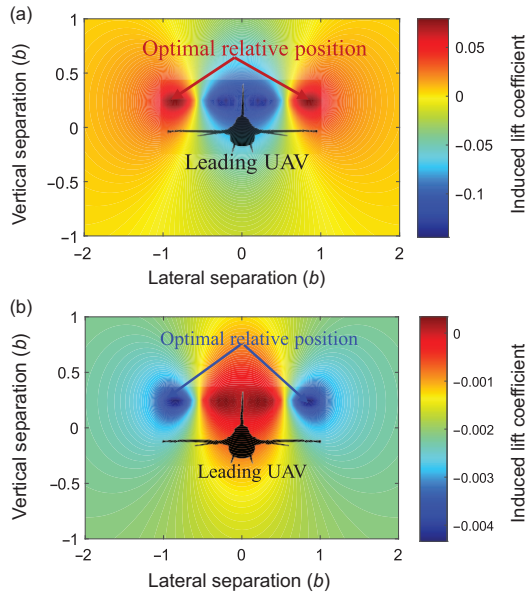 (a)
Optimal relative position
Leading UAV
1
0.5
0
−0.5
−1
−2
−1
0
1
2
Vertical separation (b)
Lateral separation (b)
0.05
0
−0.05
−0.1
Induced lift coefficient
(b)
Optimal relative position
Leading UAV
1
0.5
0
−0.5
−1
−2
−1
0
1
2
Vertical separation (b)
Lateral separation (b)
0
−0.001
−0.002
−0.003
−0.004
Induced lift coefficient